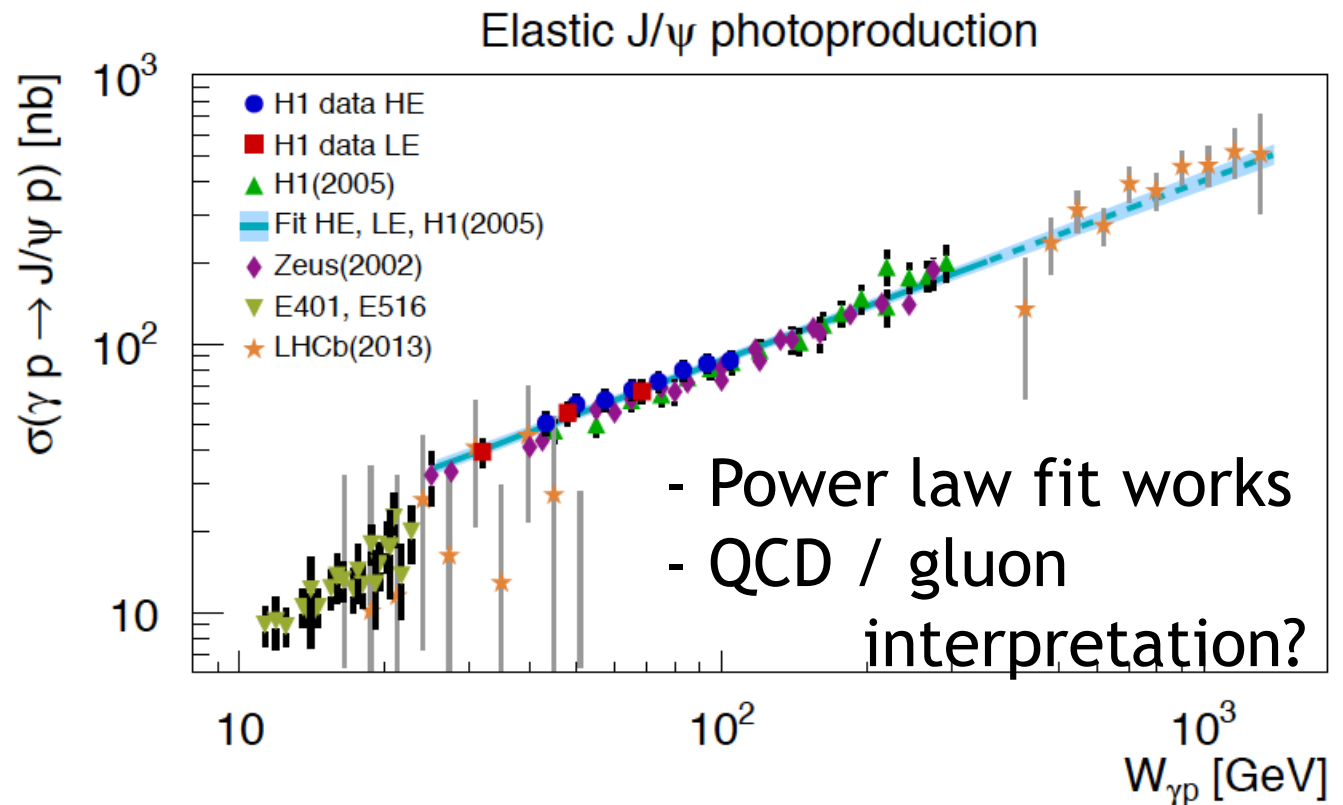 Elastic J/ψ photoproduction
σ(γ p → J/ψ p) [nb]
10³
10²
10
H1 data HE
H1 data LE
H1(2005)
Fit HE, LE, H1(2005)
Zeus(2002)
E401, E516
LHCb(2013)
- Power law fit works
- QCD / gluon
interpretation?
10
10²
10³
W_γp [GeV]